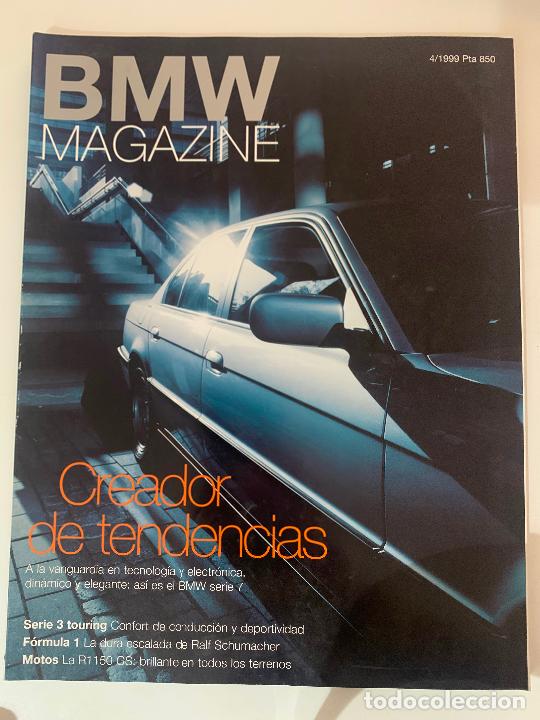 BMW
MAGAZINE
4/1999 Pta 850
Creador
de tendencias
A la vanguardia en tecnología y electrónica,
dinámico y elegante: así es el BMW serie 7
Serie 3 touring Confort de conducción y deportividad
Fórmula 1 La dura escalada de Ralf Schumacher
Motos La R1150 GS: brillante en todos los terrenos
todocoleccion.net